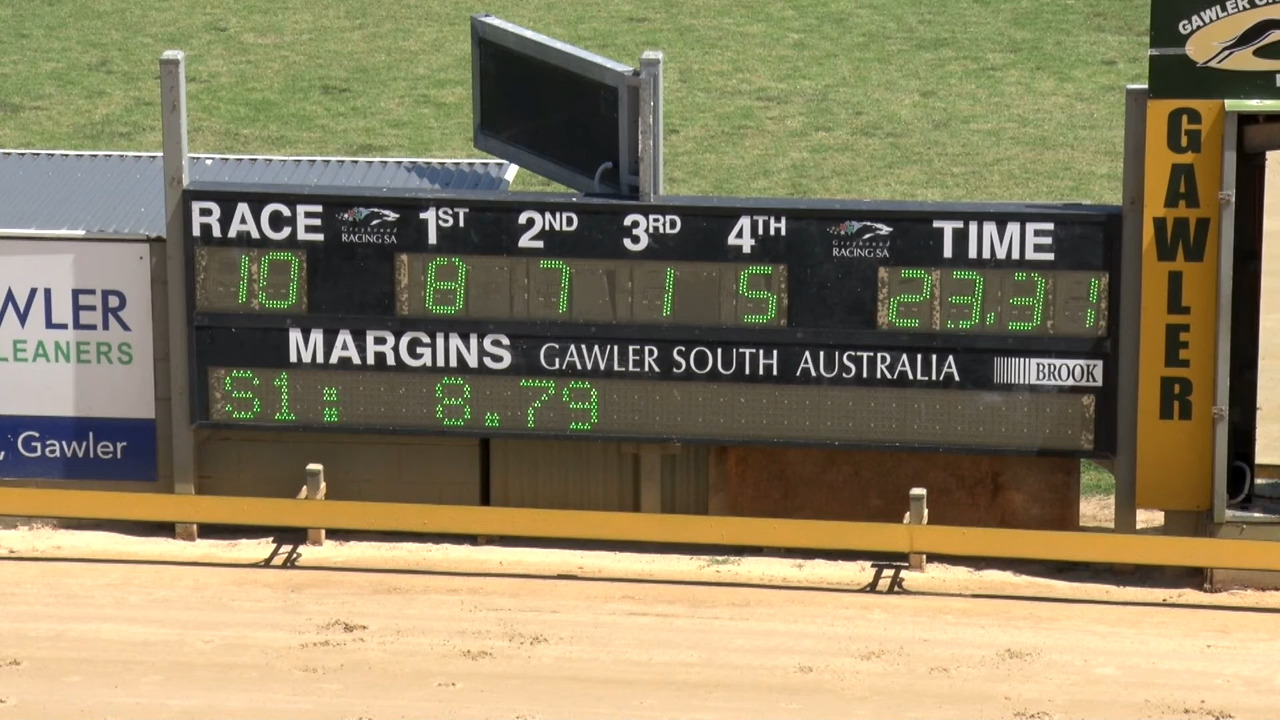 GAWLER
RACE Greyhound RACING SA 1ST 2ND 3RD 4TH Greyhound RACING SA TIME
10 8 7 1 5 23.31
MARGINS GAWLER SOUTH AUSTRALIA BROOK
S1: 8.79
WLER
LEANERS
, Gawler
GAWLER